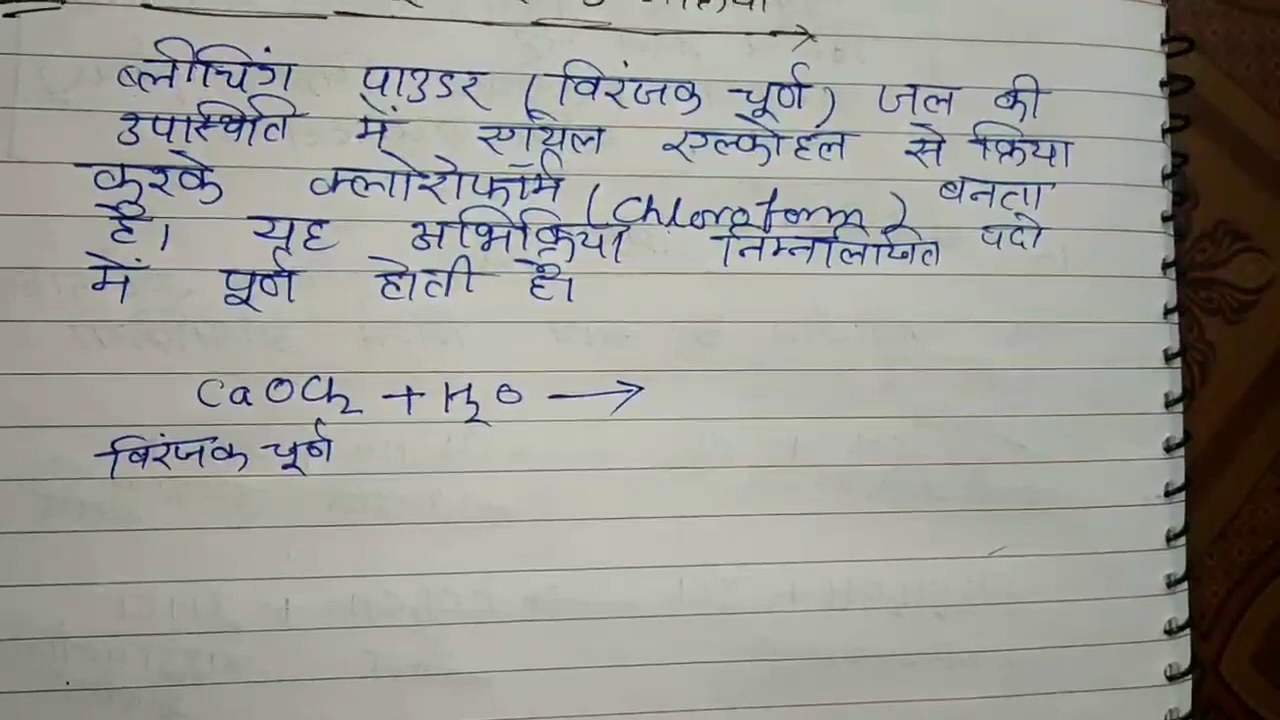 ब्लीचिंग पाउडर (विरंजक चूर्ण) जल की
उपस्थिति में एथिल एल्कोहल से क्रिया
करके क्लोरोफॉर्म (Chloroform) बनता
है। यह अभिक्रिया निम्नलिखित पदो
में पूर्ण होती है।
CaOCl₂ + H₂O →
विरंजक चूर्ण